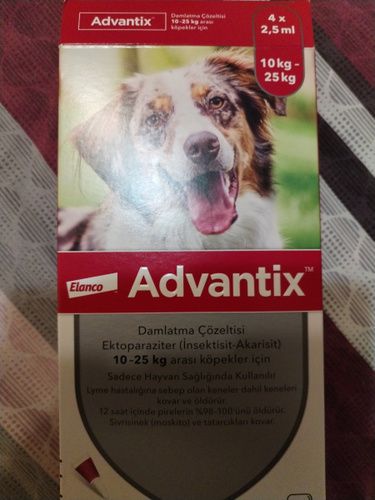 Advantix
Damlatma Çözeltisi
10-25 kg arası
köpekler için
4 x
2,5 ml
10 kg -
25 kg
Elanco
Advantix™
Damlatma Çözeltisi
Ektoparaziter (İnsektisit-Akarisit)
10-25 kg arası köpekler için
Sadece Hayvan Sağlığında Kullanılır
Lyme hastalığına sebep olan keneler dahil keneleri
kovar ve öldürür.
12 saat içinde pirelerin %98-100 ünü öldürür.
Sivrisinek (moskito) ve tatarcıkları kovar.